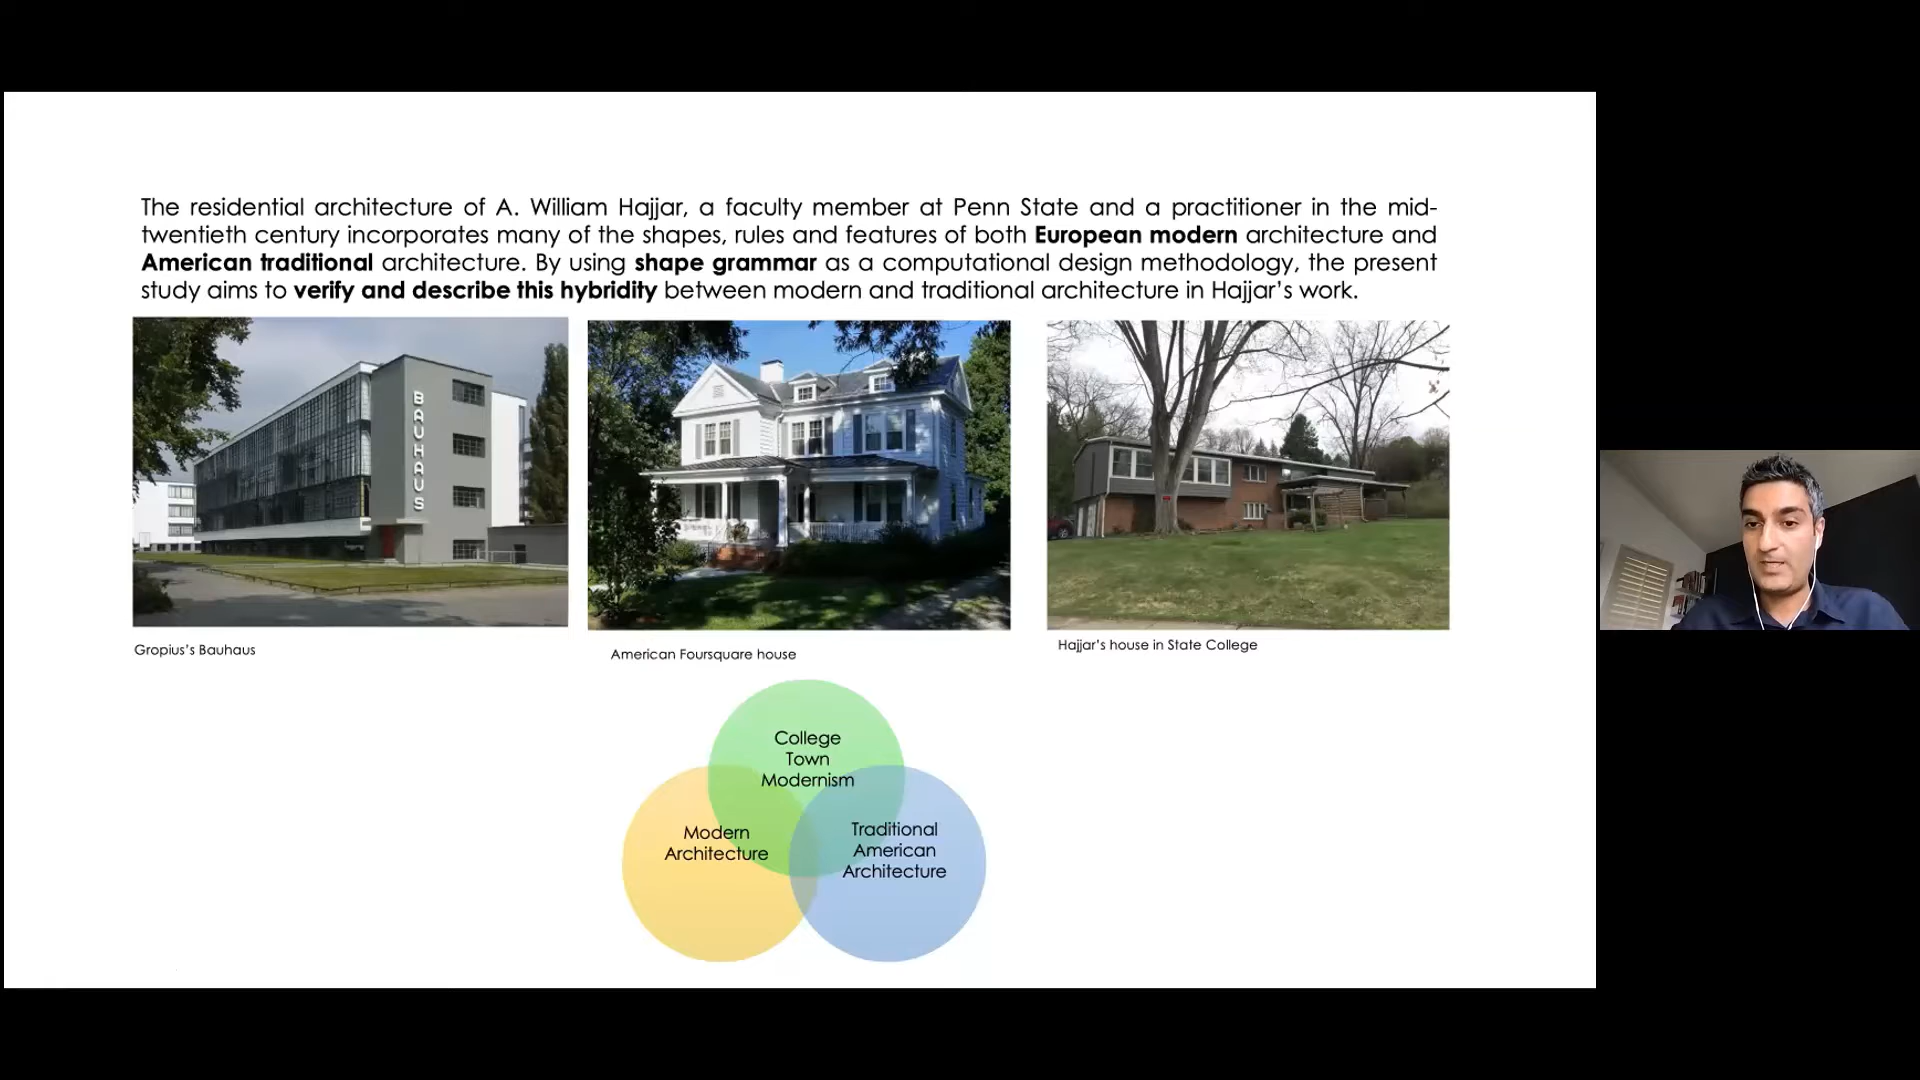 The residential architecture of A. William Hajjar, a faculty member at Penn State and a practitioner in the mid-
twentieth century incorporates many of the shapes, rules and features of both European modern architecture and
American traditional architecture. By using shape grammar as a computational design methodology, the present
study aims to verify and describe this hybridity between modern and traditional architecture in Hajjar's work.
BAUHAUS
Gropius's Bauhaus
American Foursquare house
Hajjar's house in State College
College
Town
Modernism
Modern
Architecture
Traditional
American
Architecture